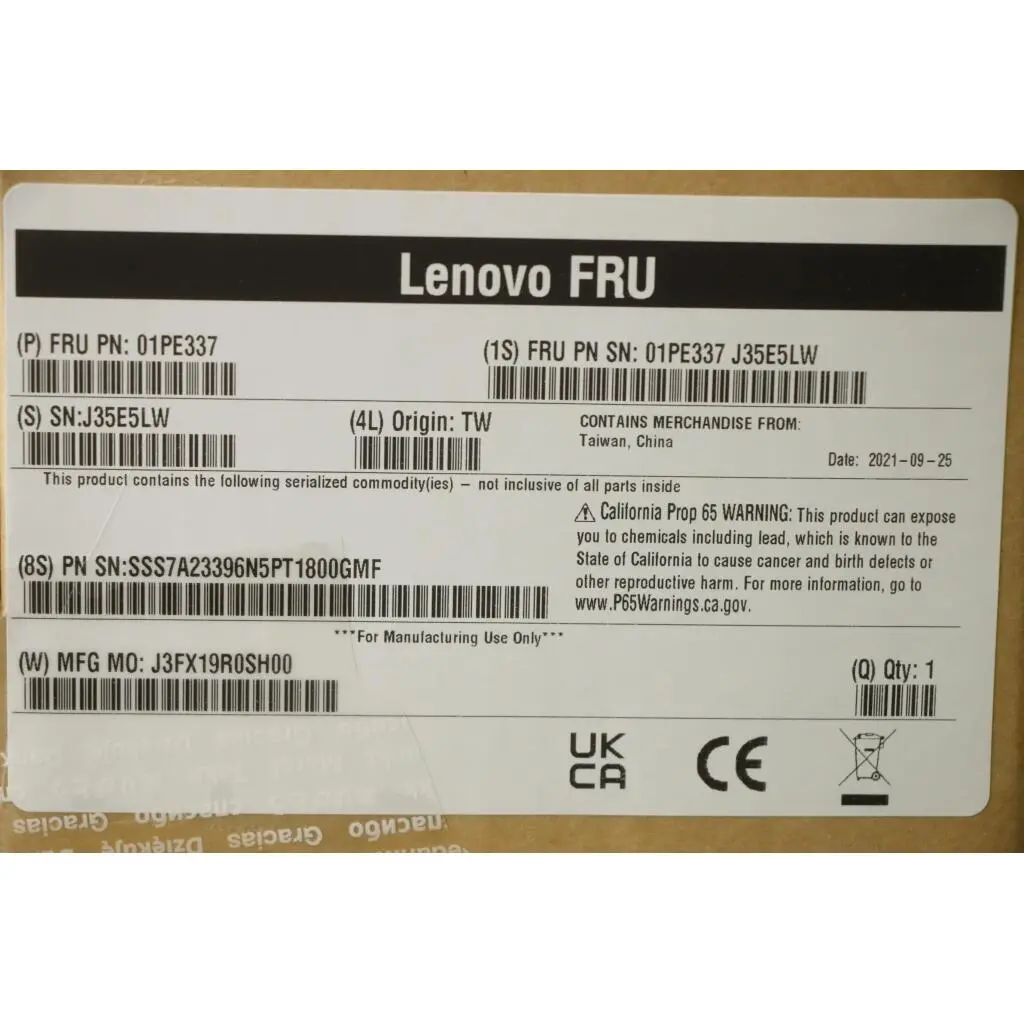 Lenovo FRU
(P) FRU PN: 01PE337
(1S) FRU PN SN: 01PE337 J35E5LW
(S) SN:J35E5LW
(4L) Origin: TW
CONTAINS MERCHANDISE FROM:
Taiwan, China
Date: 2021-09-25
This product contains the following serialized commodity(ies) – not inclusive of all parts inside
⚠ California Prop 65 WARNING: This product can expose
you to chemicals including lead, which is known to the
State of California to cause cancer and birth defects or
other reproductive harm. For more information, go to
www.P65Warnings.ca.gov.
(8S) PN SN:SSS7A23396N5PT1800GMF
***For Manufacturing Use Only***
(W) MFG MO: J3FX19R0SH00
(Q) Qty: 1
UK
CA
CE
Gracias
Dziękuję
Gracias
спасибо